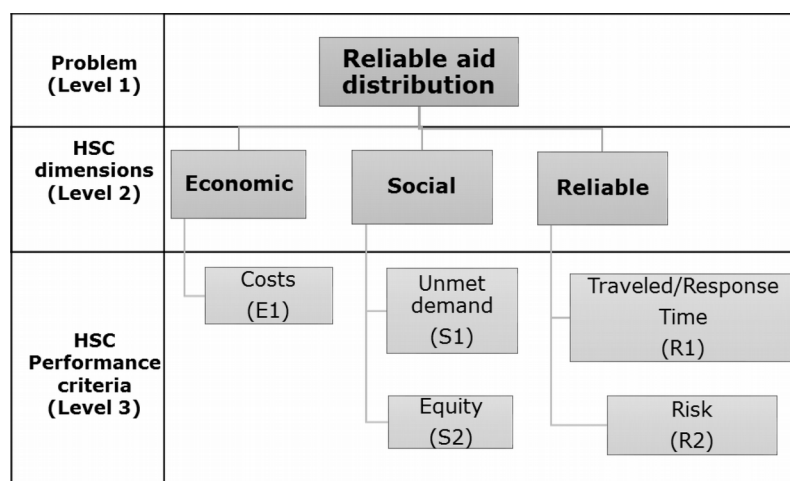 Problem
(Level 1)
Reliable aid
distribution
HSC
dimensions
(Level 2)
Economic
Social
Reliable
HSC
Performance
criteria
(Level 3)
Costs
(E1)
Unmet
demand
(S1)
Traveled/Response
Time
(R1)
Equity
(S2)
Risk
(R2)